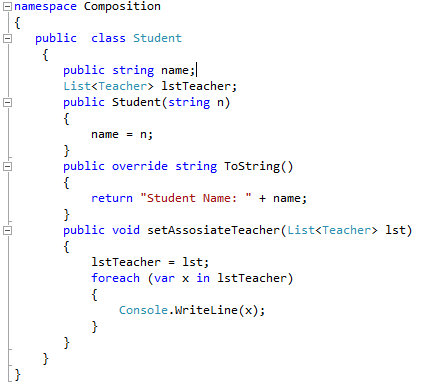 namespace Composition
{
public class Student
{
public string name;
List<Teacher> lstTeacher;
public Student(string n)
{
name = n;
}
public override string ToString()
{
return "Student Name: " + name;
}
public void setAssosiateTeacher(List<Teacher> lst)
{
lstTeacher = lst;
foreach (var x in lstTeacher)
{
Console.WriteLine(x);
}
}
}
}